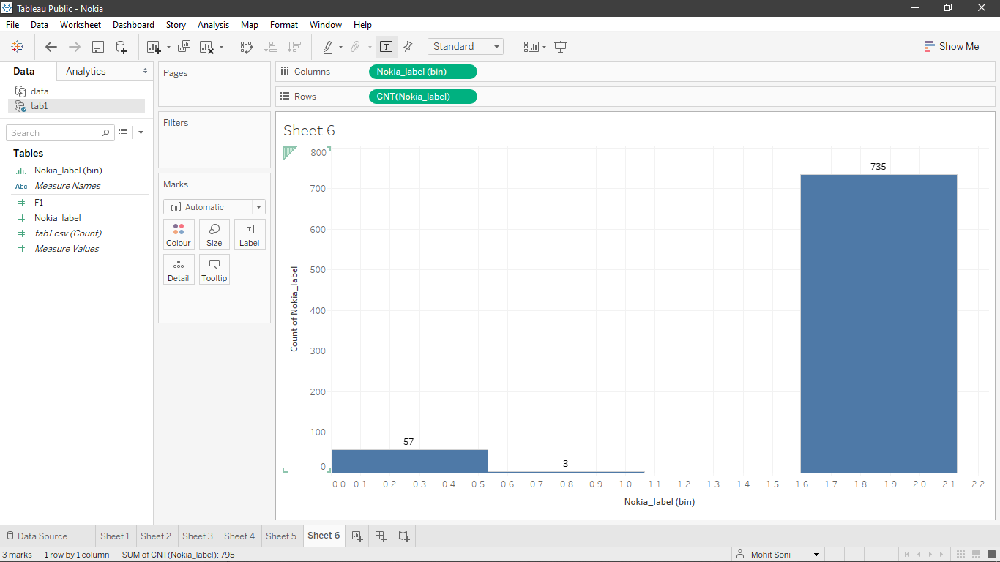 Tableau Public - Nokia
File Data Worksheet Dashboard Story Analysis Map Format Window Help
Standard
Show Me
Data Analytics
data
tab1
Search
Tables
Nokia_label (bin)
Abc Measure Names
F1
Nokia_label
tab1.csv (Count)
Measure Values
Pages
Filters
Marks
Automatic
Colour Size Label
Detail Tooltip
Columns Nokia_label (bin)
Rows CNT(Nokia_label)
Sheet 6
800
700
600
500
400
300
200
100
0
Count of Nokia_label
735
57
3
0.0 0.1 0.2 0.3 0.4 0.5 0.6 0.7 0.8 0.9 1.0 1.1 1.2 1.3 1.4 1.5 1.6 1.7 1.8 1.9 2.0 2.1 2.2
Nokia_label (bin)
Data Source Sheet 1 Sheet 2 Sheet 3 Sheet 4 Sheet 5 Sheet 6
3 marks 1 row by 1 column SUM of CNT(Nokia_label): 795 Mohit Soni